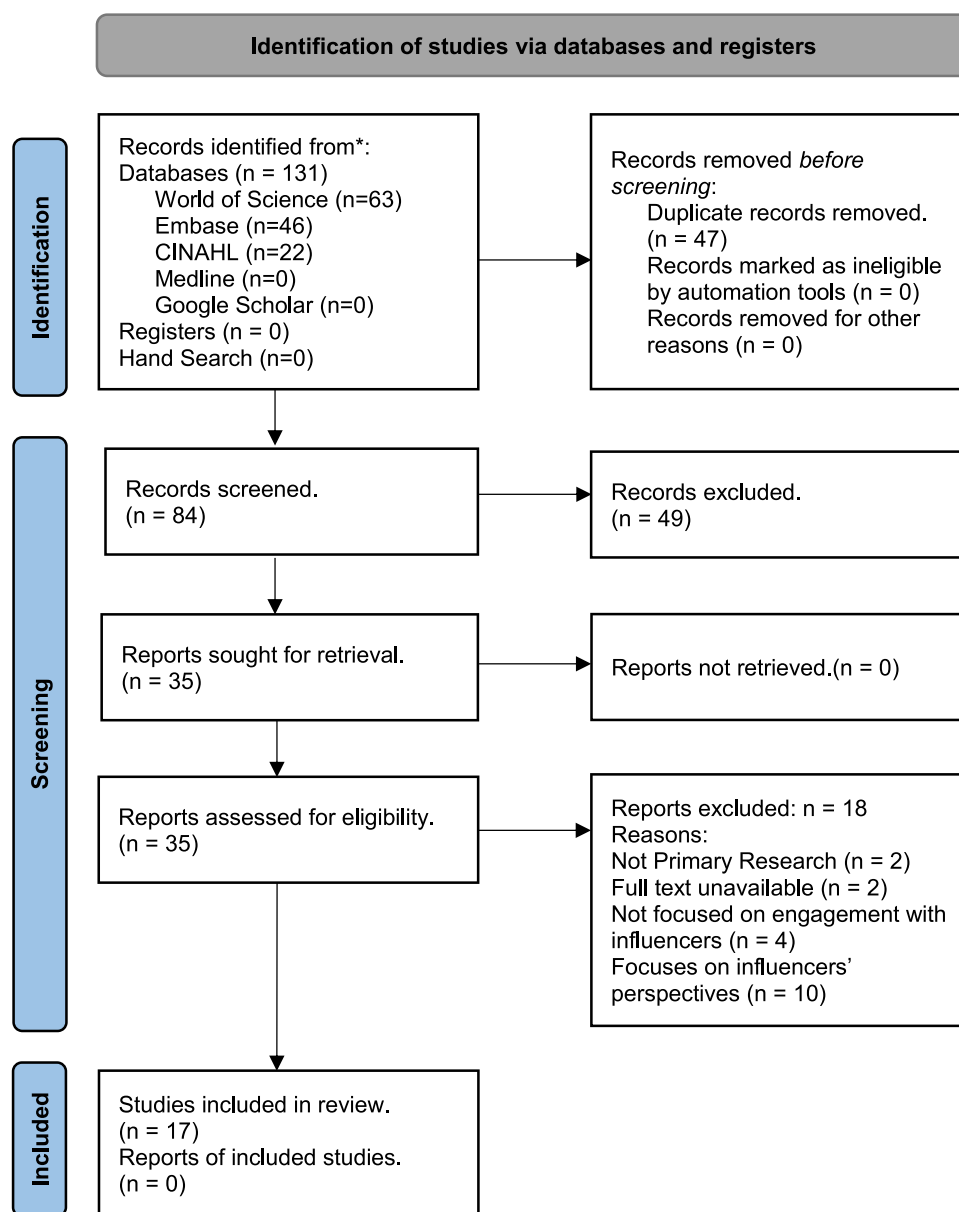 Identification of studies via databases and registers
Identification
Records identified from*:
Databases (n = 131)
World of Science (n=63)
Embase (n=46)
CINAHL (n=22)
Medline (n=0)
Google Scholar (n=0)
Registers (n = 0)
Hand Search (n=0)
Records removed before
screening:
Duplicate records removed.
(n = 47)
Records marked as ineligible
by automation tools (n = 0)
Records removed for other
reasons (n = 0)
Screening
Records screened.
(n = 84)
Records excluded.
(n = 49)
Reports sought for retrieval.
(n = 35)
Reports not retrieved.(n = 0)
Reports assessed for eligibility.
(n = 35)
Reports excluded: n = 18
Reasons:
Not Primary Research (n = 2)
Full text unavailable (n = 2)
Not focused on engagement with
influencers (n = 4)
Focuses on influencers’
perspectives (n = 10)
Included
Studies included in review.
(n = 17)
Reports of included studies.
(n = 0)